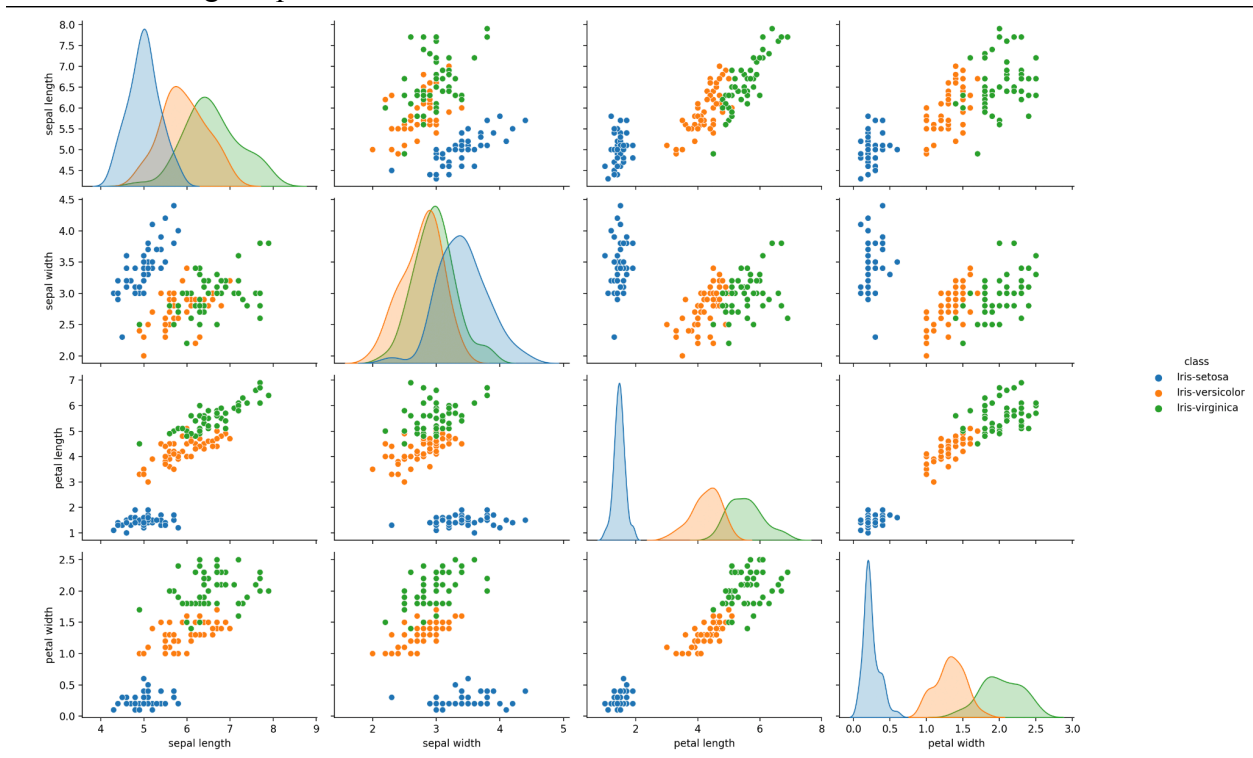 8.0
7.5
7.0
6.5
6.0
5.5
5.0
4.5
sepal length
4.5
4.0
3.5
3.0
2.5
2.0
sepal width
class
Iris-setosa
Iris-versicolor
Iris-virginica
7
6
5
4
3
2
1
petal length
2.5
2.0
1.5
1.0
0.5
0.0
petal width
4 5 6 7 8 9
sepal length
2 3 4 5
sepal width
2 4 6 8
petal length
0.0 0.5 1.0 1.5 2.0 2.5 3.0
petal width